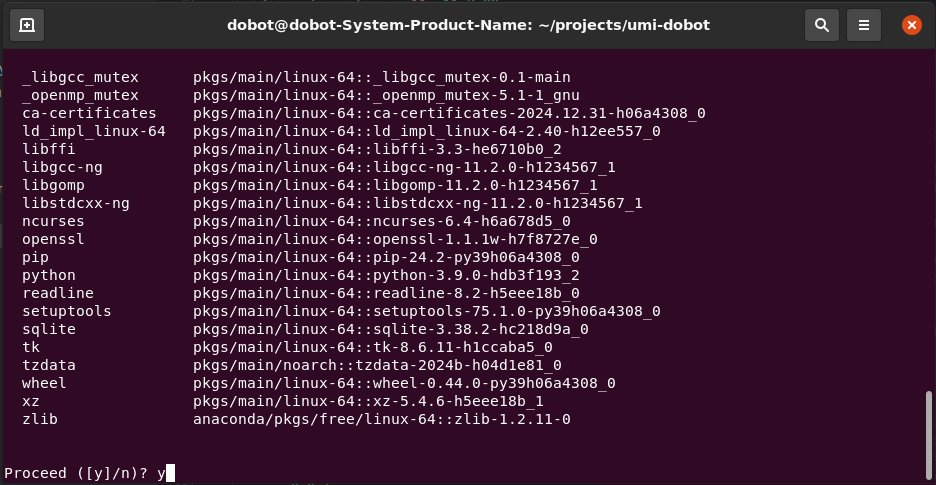 dobot@dobot-System-Product-Name: ~/projects/umi-dobot
_libgcc_mutex pkgs/main/linux-64::_libgcc_mutex-0.1-main
_openmp_mutex pkgs/main/linux-64::_openmp_mutex-5.1-1_gnu
ca-certificates pkgs/main/linux-64::ca-certificates-2024.12.31-h06a4308_0
ld_impl_linux-64 pkgs/main/linux-64::ld_impl_linux-64-2.40-h12ee557_0
libffi pkgs/main/linux-64::libffi-3.3-he6710b0_2
libgcc-ng pkgs/main/linux-64::libgcc-ng-11.2.0-h1234567_1
libgomp pkgs/main/linux-64::libgomp-11.2.0-h1234567_1
libstdcxx-ng pkgs/main/linux-64::libstdcxx-ng-11.2.0-h1234567_1
ncurses pkgs/main/linux-64::ncurses-6.4-h6a678d5_0
openssl pkgs/main/linux-64::openssl-1.1.1w-h7f8727e_0
pip pkgs/main/linux-64::pip-24.2-py39h06a4308_0
python pkgs/main/linux-64::python-3.9.0-hdb3f193_2
readline pkgs/main/linux-64::readline-8.2-h5eee18b_0
setuptools pkgs/main/linux-64::setuptools-75.1.0-py39h06a4308_0
sqlite pkgs/main/linux-64::sqlite-3.38.2-hc218d9a_0
tk pkgs/main/linux-64::tk-8.6.11-h1ccaba5_0
tzdata pkgs/main/noarch::tzdata-2024b-h04d1e81_0
wheel pkgs/main/linux-64::wheel-0.44.0-py39h06a4308_0
xz pkgs/main/linux-64::xz-5.4.6-h5eee18b_1
zlib anaconda/pkgs/free/linux-64::zlib-1.2.11-0
Proceed ([y]/n)? y